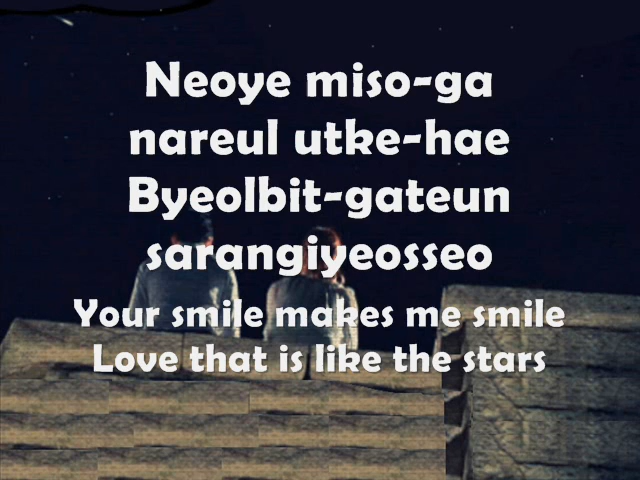 Neoye miso-ga
nareul utke-hae
Byeolbit-gateun
sarangiyeosseo
Your smile makes me smile
Love that is like the stars